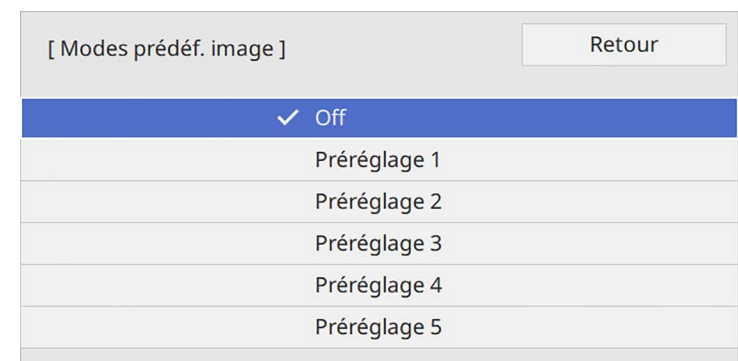 [ Modes prédéf. image ]
Retour
Off
Préréglage 1
Préréglage 2
Préréglage 3
Préréglage 4
Préréglage 5